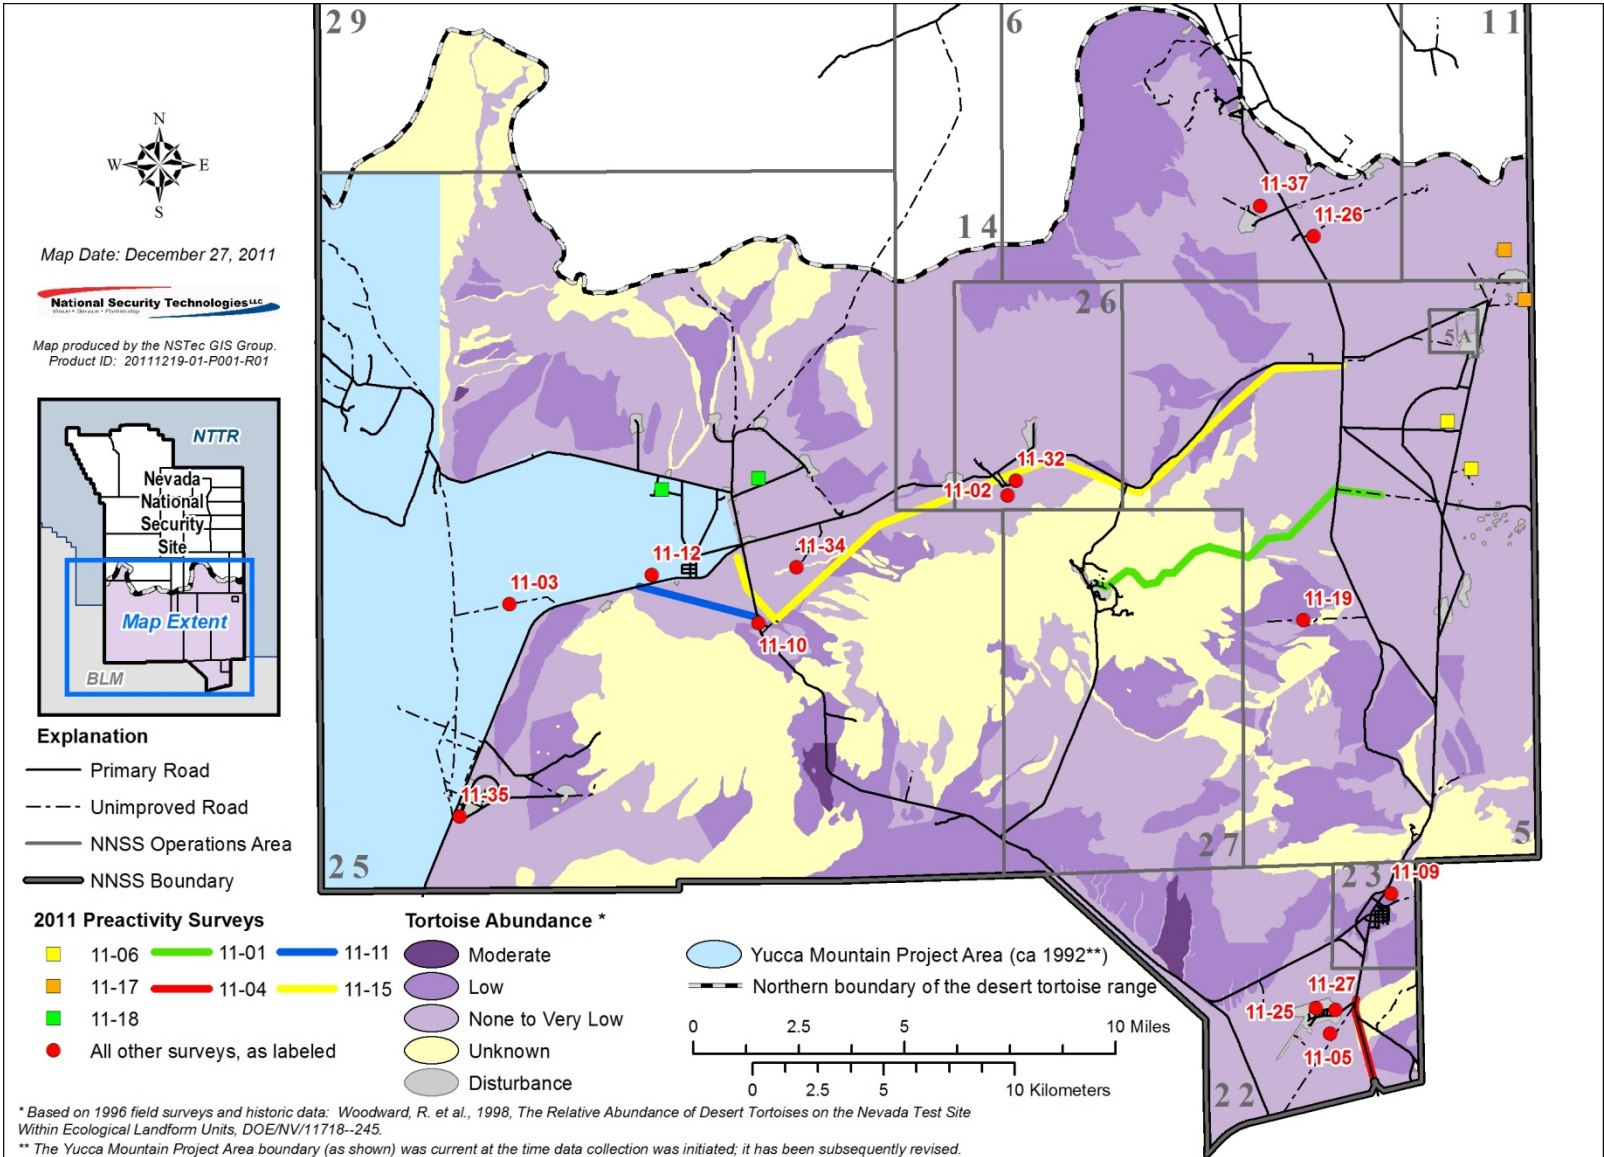 29
6
11
N
W
E
S
Map Date: December 27, 2011
National Security Technologies LLC
Vision • Service • Partnership
Map produced by the NSTec GIS Group.
Product ID: 20111219-01-P001-R01
14
11-37
11-26
26
5A
NTTR
Nevada
National
Security
Site
Map Extent
BLM
11-32
11-02
11-12
11-34
11-03
11-10
11-19
11-35
25
27
5
23
11-09
11-27
11-25
11-05
22
Explanation
Primary Road
Unimproved Road
NNSS Operations Area
NNSS Boundary
2011 Preactivity Surveys
11-06
11-01
11-11
11-17
11-04
11-15
11-18
All other surveys, as labeled
Tortoise Abundance *
Moderate
Low
None to Very Low
Unknown
Disturbance
Yucca Mountain Project Area (ca 1992**)
Northern boundary of the desert tortoise range
0 2.5 5 10 Miles
0 2.5 5 10 Kilometers
* Based on 1996 field surveys and historic data: Woodward, R. et al., 1998, The Relative Abundance of Desert Tortoises on the Nevada Test Site
Within Ecological Landform Units, DOE/NV/11718--245.
** The Yucca Mountain Project Area boundary (as shown) was current at the time data collection was initiated; it has been subsequently revised.